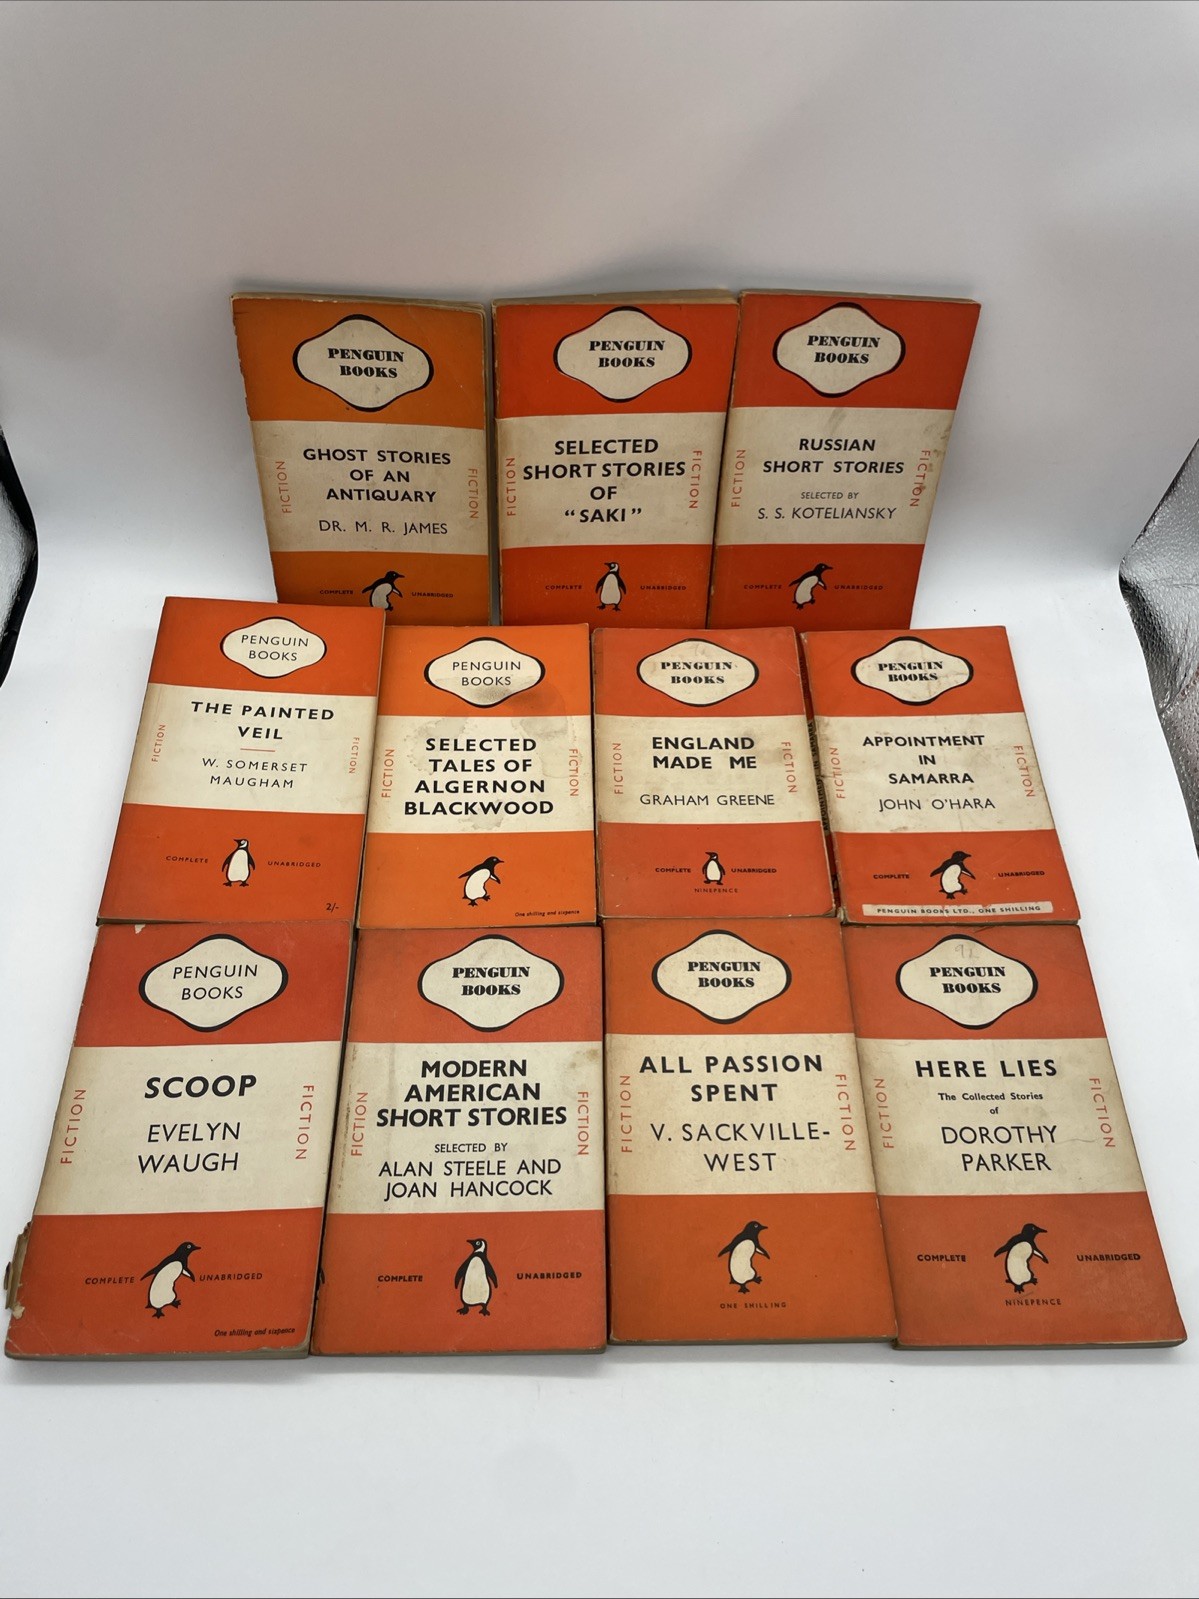 PENGUIN
BOOKS
GHOST STORIES
OF AN
ANTIQUARY
DR. M. R. JAMES
FICTION
FICTION
COMPLETE
UNABRIDGED
PENGUIN
BOOKS
SELECTED
SHORT STORIES
OF
“SAKI”
FICTION
FICTION
COMPLETE
UNABRIDGED
PENGUIN
BOOKS
RUSSIAN
SHORT STORIES
SELECTED BY
S. S. KOTELIANSKY
FICTION
FICTION
COMPLETE
UNABRIDGED
PENGUIN
BOOKS
THE PAINTED
VEIL
W. SOMERSET
MAUGHAM
FICTION
FICTION
COMPLETE
UNABRIDGED
2/-
PENGUIN
BOOKS
SELECTED
TALES OF
ALGERNON
BLACKWOOD
FICTION
FICTION
One shilling and sixpence
PENGUIN
BOOKS
ENGLAND
MADE ME
GRAHAM GREENE
FICTION
FICTION
COMPLETE
UNABRIDGED
NINEPENCE
PENGUIN
BOOKS
APPOINTMENT
IN
SAMARRA
JOHN O'HARA
FICTION
FICTION
COMPLETE
UNABRIDGED
PENGUIN BOOKS LTD., ONE SHILLING
PENGUIN
BOOKS
SCOOP
EVELYN
WAUGH
FICTION
FICTION
COMPLETE
UNABRIDGED
One shilling and sixpence
PENGUIN
BOOKS
MODERN
AMERICAN
SHORT STORIES
SELECTED BY
ALAN STEELE AND
JOAN HANCOCK
FICTION
FICTION
COMPLETE
UNABRIDGED
PENGUIN
BOOKS
ALL PASSION
SPENT
V. SACKVILLE-
WEST
FICTION
FICTION
ONE SHILLING
PENGUIN
BOOKS
HERE LIES
The Collected Stories
of
DOROTHY
PARKER
FICTION
FICTION
COMPLETE
UNABRIDGED
NINEPENCE